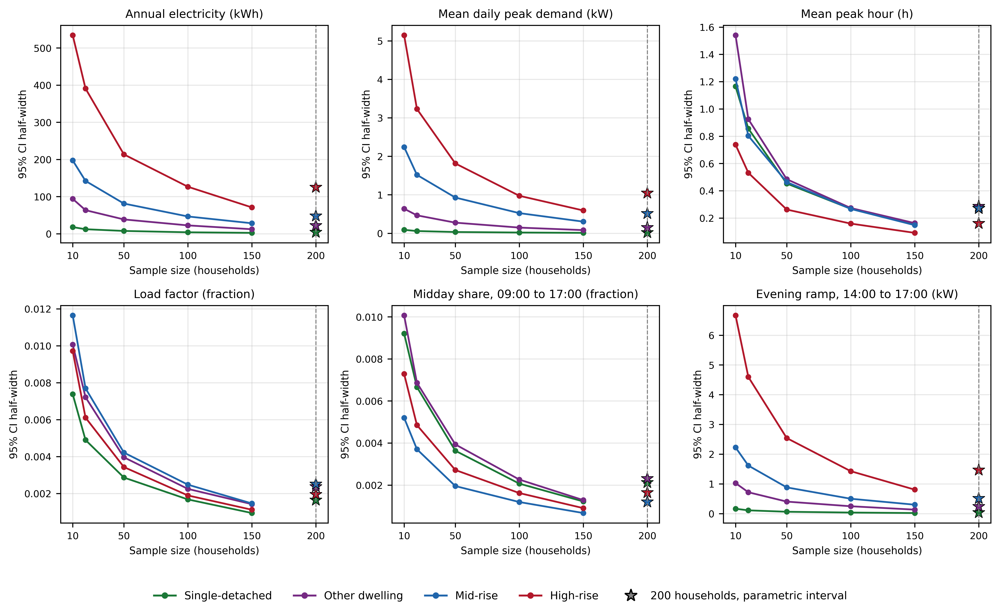 Annual electricity (kWh)
95% CI half-width
500
400
300
200
100
0
10 50 100 150 200
Sample size (households)
Mean daily peak demand (kW)
95% CI half-width
5
4
3
2
1
0
10 50 100 150 200
Sample size (households)
Mean peak hour (h)
95% CI half-width
1.6
1.4
1.2
1.0
0.8
0.6
0.4
0.2
10 50 100 150 200
Sample size (households)
Load factor (fraction)
95% CI half-width
0.012
0.010
0.008
0.006
0.004
0.002
10 50 100 150 200
Sample size (households)
Midday share, 09:00 to 17:00 (fraction)
95% CI half-width
0.010
0.008
0.006
0.004
0.002
10 50 100 150 200
Sample size (households)
Evening ramp, 14:00 to 17:00 (kW)
95% CI half-width
6
5
4
3
2
1
0
10 50 100 150 200
Sample size (households)
Single-detached Other dwelling Mid-rise High-rise 200 households, parametric interval